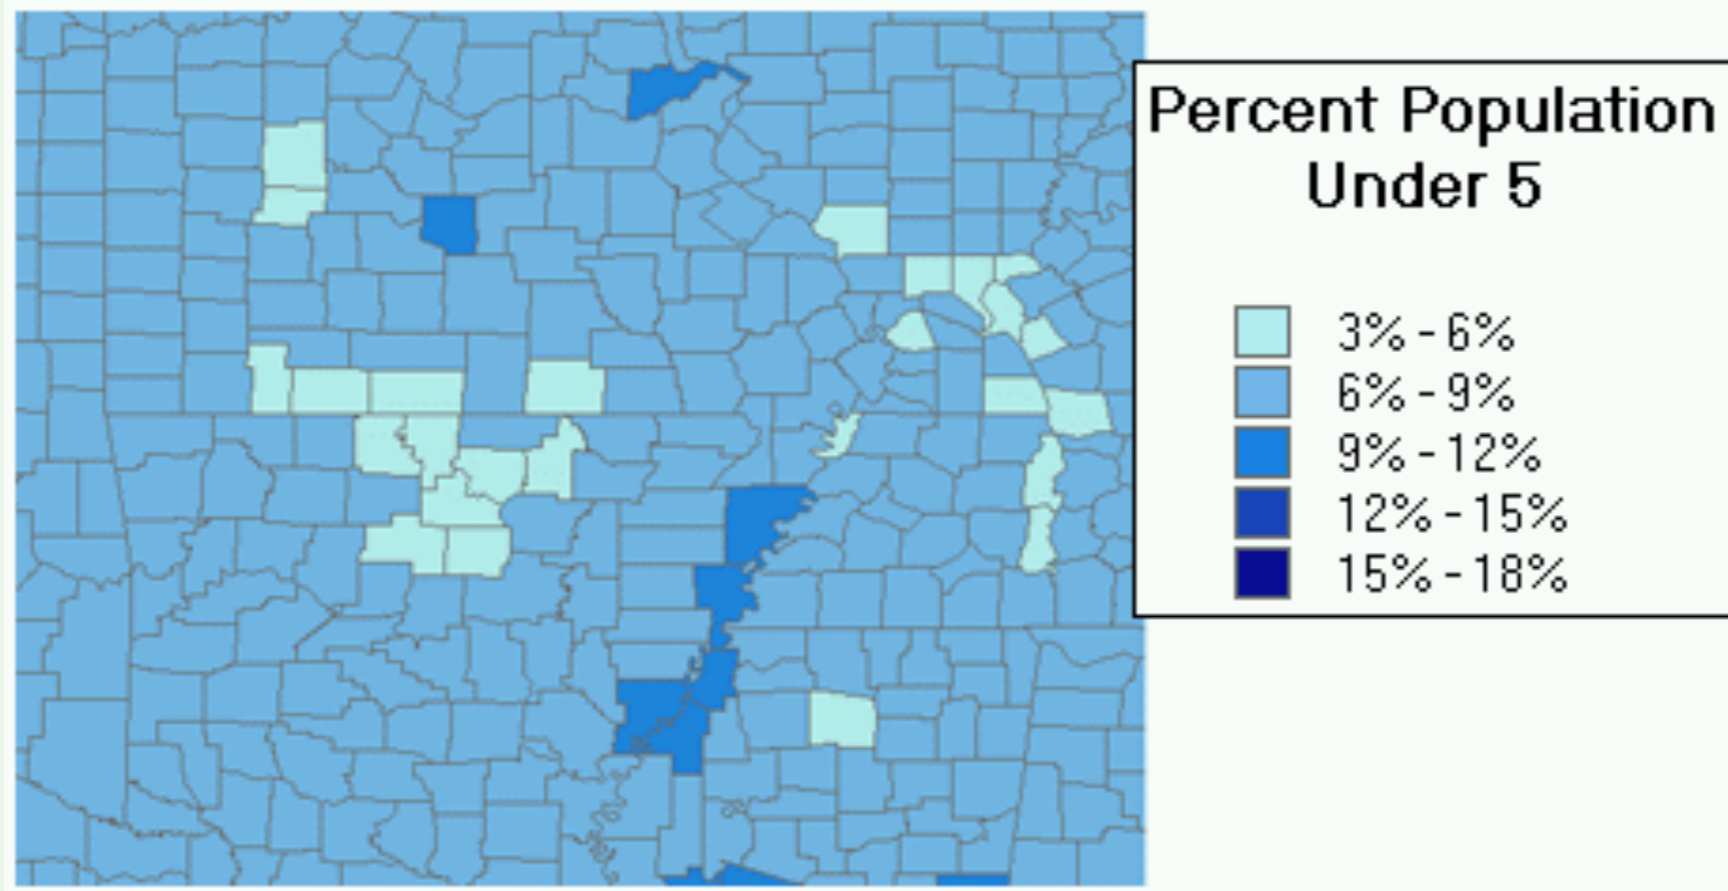 Percent Population
Under 5
3% - 6%
6% - 9%
9% - 12%
12% - 15%
15% - 18%